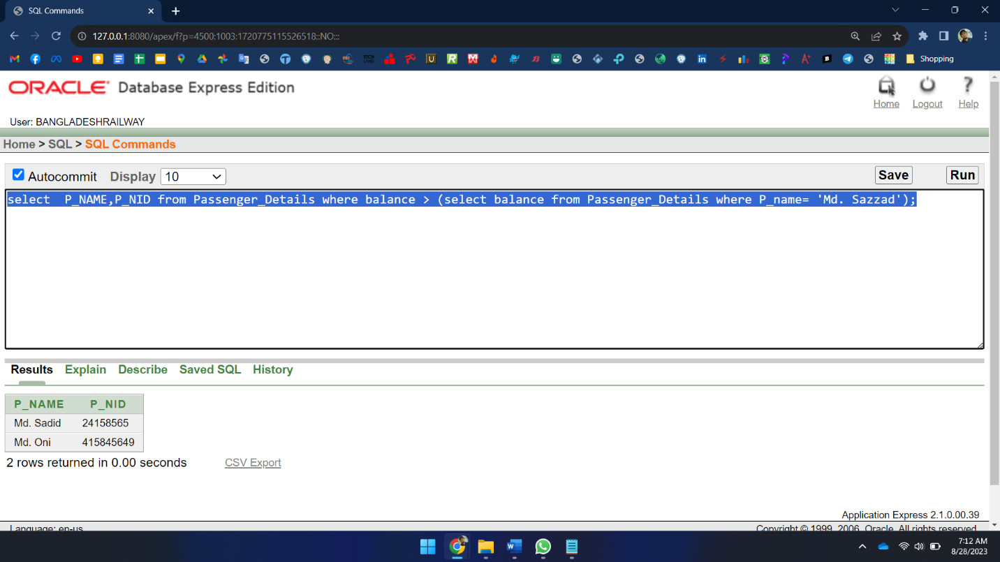 SQL Commands
127.0.0.1:8080/apex/f?p=4500:1003:1720775115526518::NO:::
Shopping
ORACLE Database Express Edition
Home Logout Help
User: BANGLADESHRAILWAY
Home > SQL > SQL Commands
Autocommit Display 10 Save Run
select  P_NAME,P_NID from Passenger_Details where balance > (select balance from Passenger_Details where P_name= 'Md. Sazzad');
Results Explain Describe Saved SQL History
P_NAME P_NID
Md. Sadid 24158565
Md. Oni 415845649
2 rows returned in 0.00 seconds CSV Export
Application Express 2.1.0.00.39
Language: en-us Copyright © 1999, 2006, Oracle. All rights reserved.
7:12 AM
8/28/2023